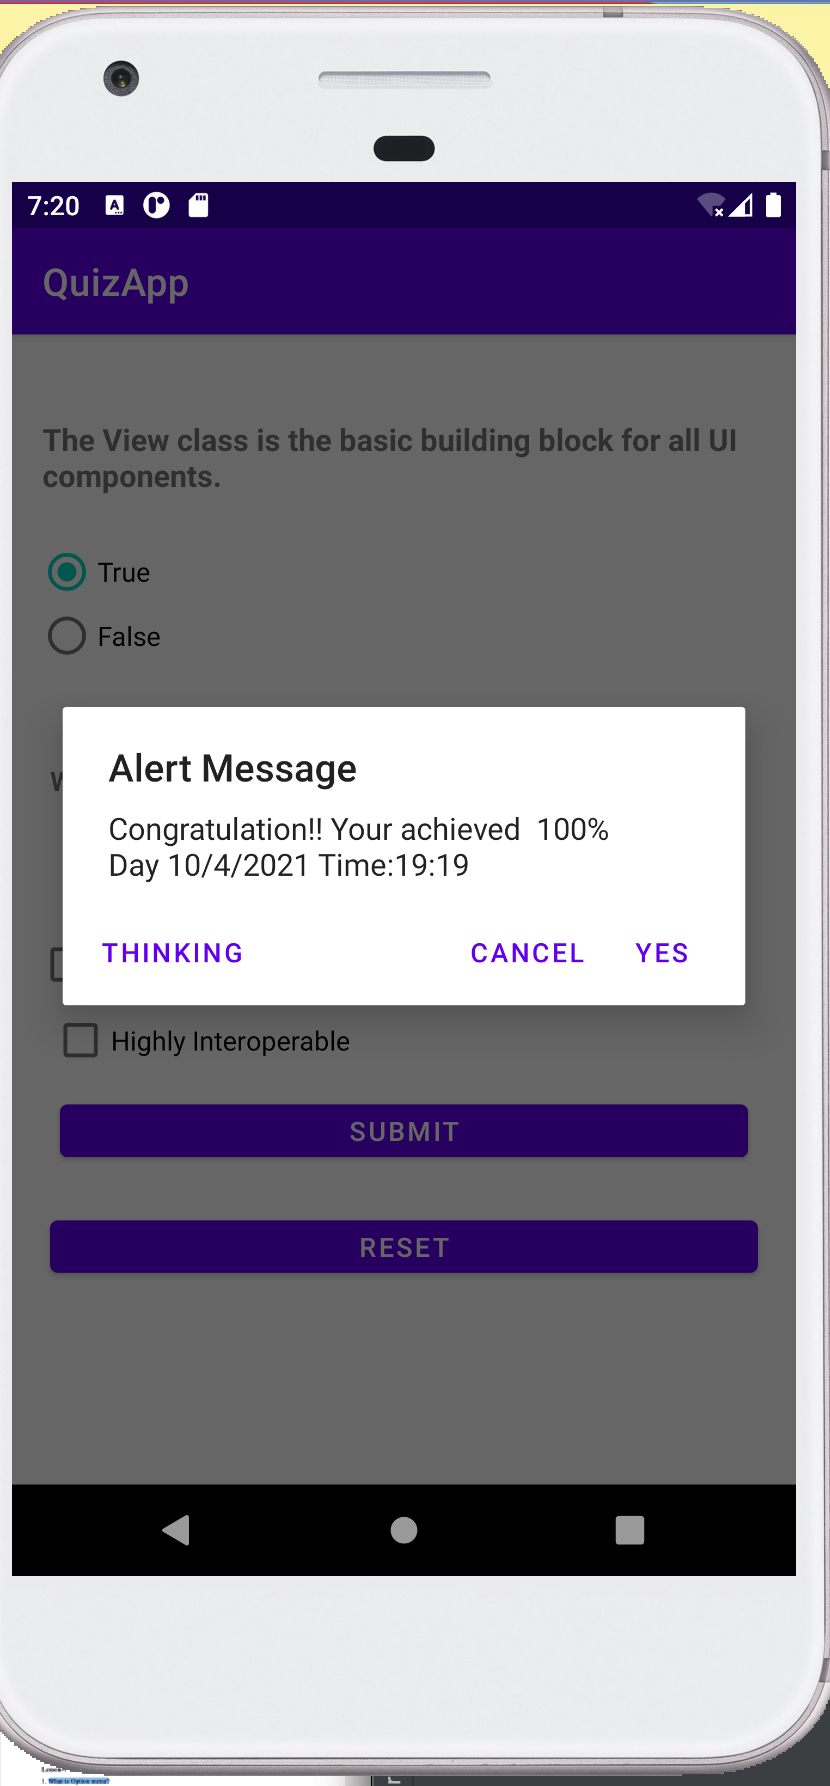 7:20
QuizApp
The View class is the basic building block for all UI
components.
True
False
Alert Message
Congratulation!! Your achieved  100%
Day 10/4/2021 Time:19:19
THINKING
CANCEL
YES
Highly Interoperable
SUBMIT
RESET
1. What is Option menu?